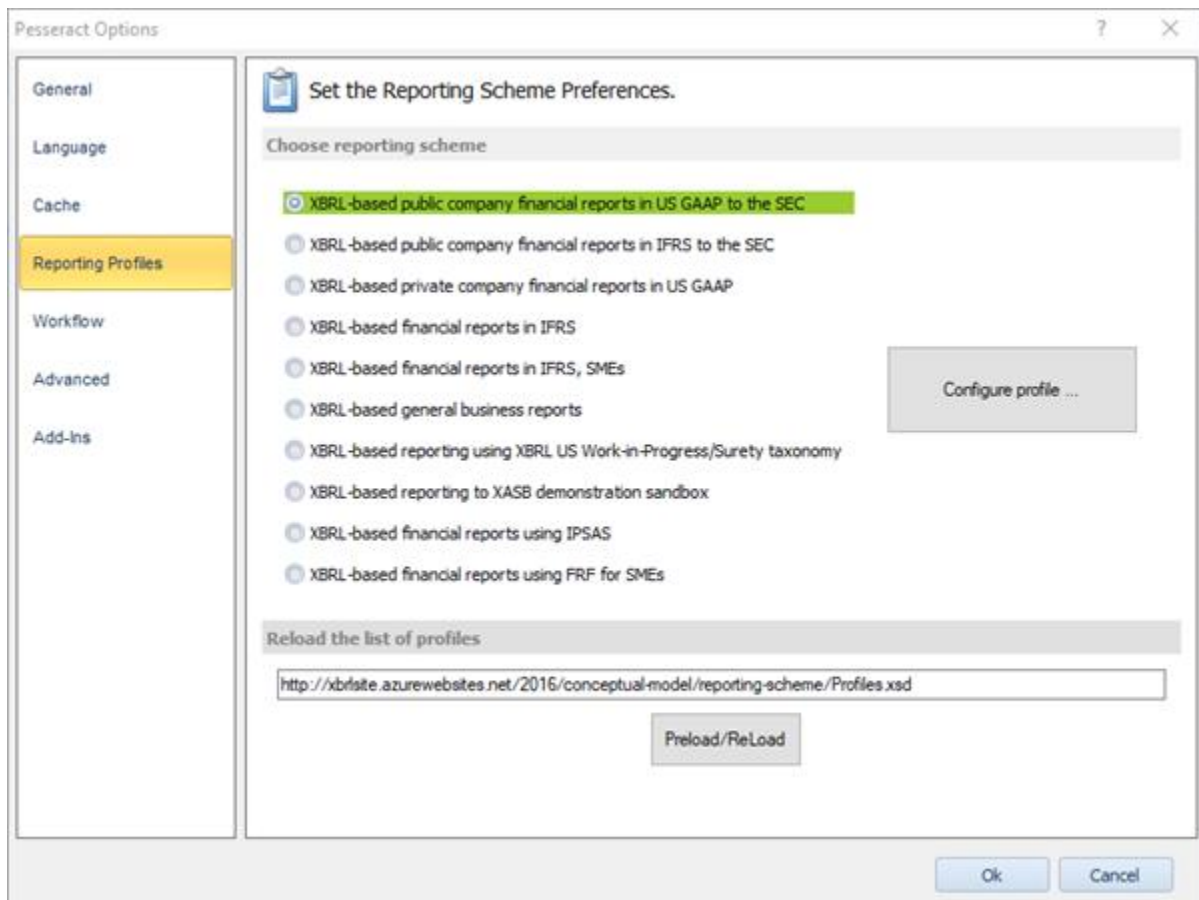 Pesseract Options
?
General
Language
Cache
Reporting Profiles
Workflow
Advanced
Add-Ins
Set the Reporting Scheme Preferences.
Choose reporting scheme
XBRL-based public company financial reports in US GAAP to the SEC
XBRL-based public company financial reports in IFRS to the SEC
XBRL-based private company financial reports in US GAAP
XBRL-based financial reports in IFRS
XBRL-based financial reports in IFRS, SMEs
XBRL-based general business reports
XBRL-based reporting using XBRL US Work-in-Progress/Surety taxonomy
XBRL-based reporting to XASB demonstration sandbox
XBRL-based financial reports using IPSAS
XBRL-based financial reports using FRF for SMEs
Configure profile ...
Reload the list of profiles
http://xbrlsite.azurewebsites.net/2016/conceptual-model/reporting-scheme/Profiles.xsd
Preload/ReLoad
Ok
Cancel